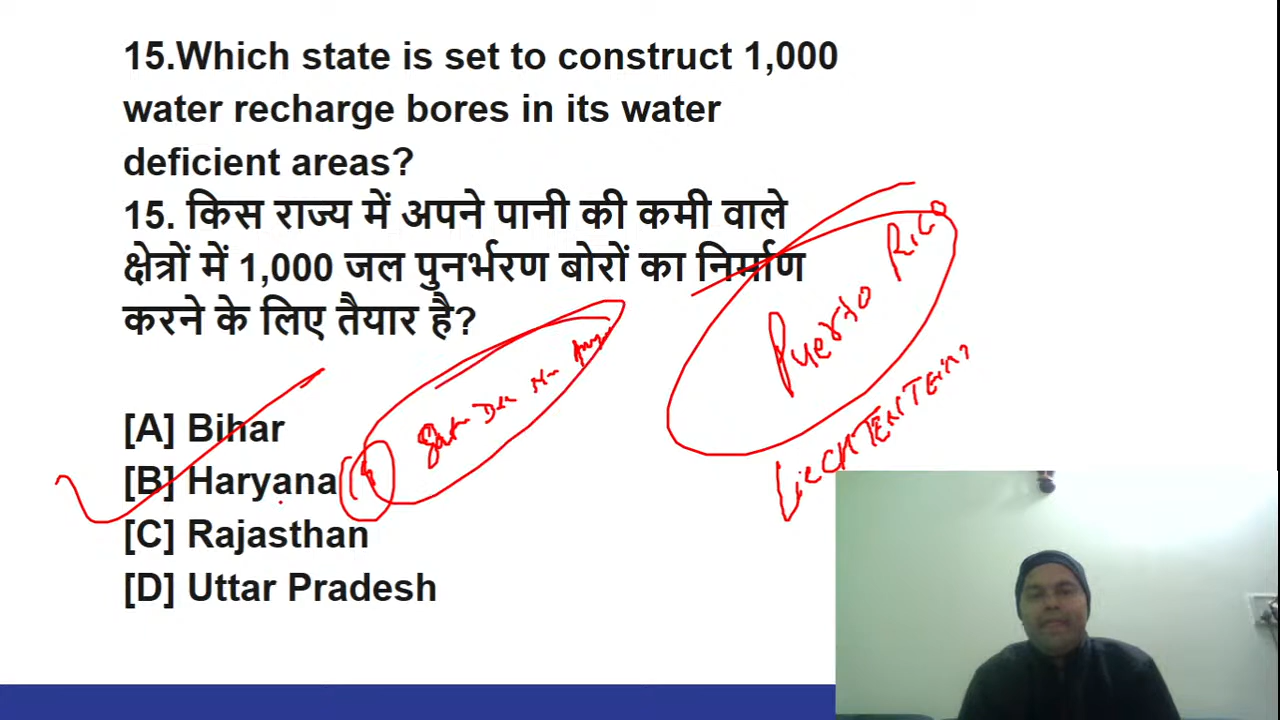 15.Which state is set to construct 1,000
water recharge bores in its water
deficient areas?
15. किस राज्य में अपने पानी की कमी वाले
क्षेत्रों में 1,000 जल पुनर्भरण बोरों का निर्माण
करने के लिए तैयार है?
Puerto Rico
LiecHTEnSTEin
[A] Bihar
[B] Haryana
[C] Rajasthan
[D] Uttar Pradesh